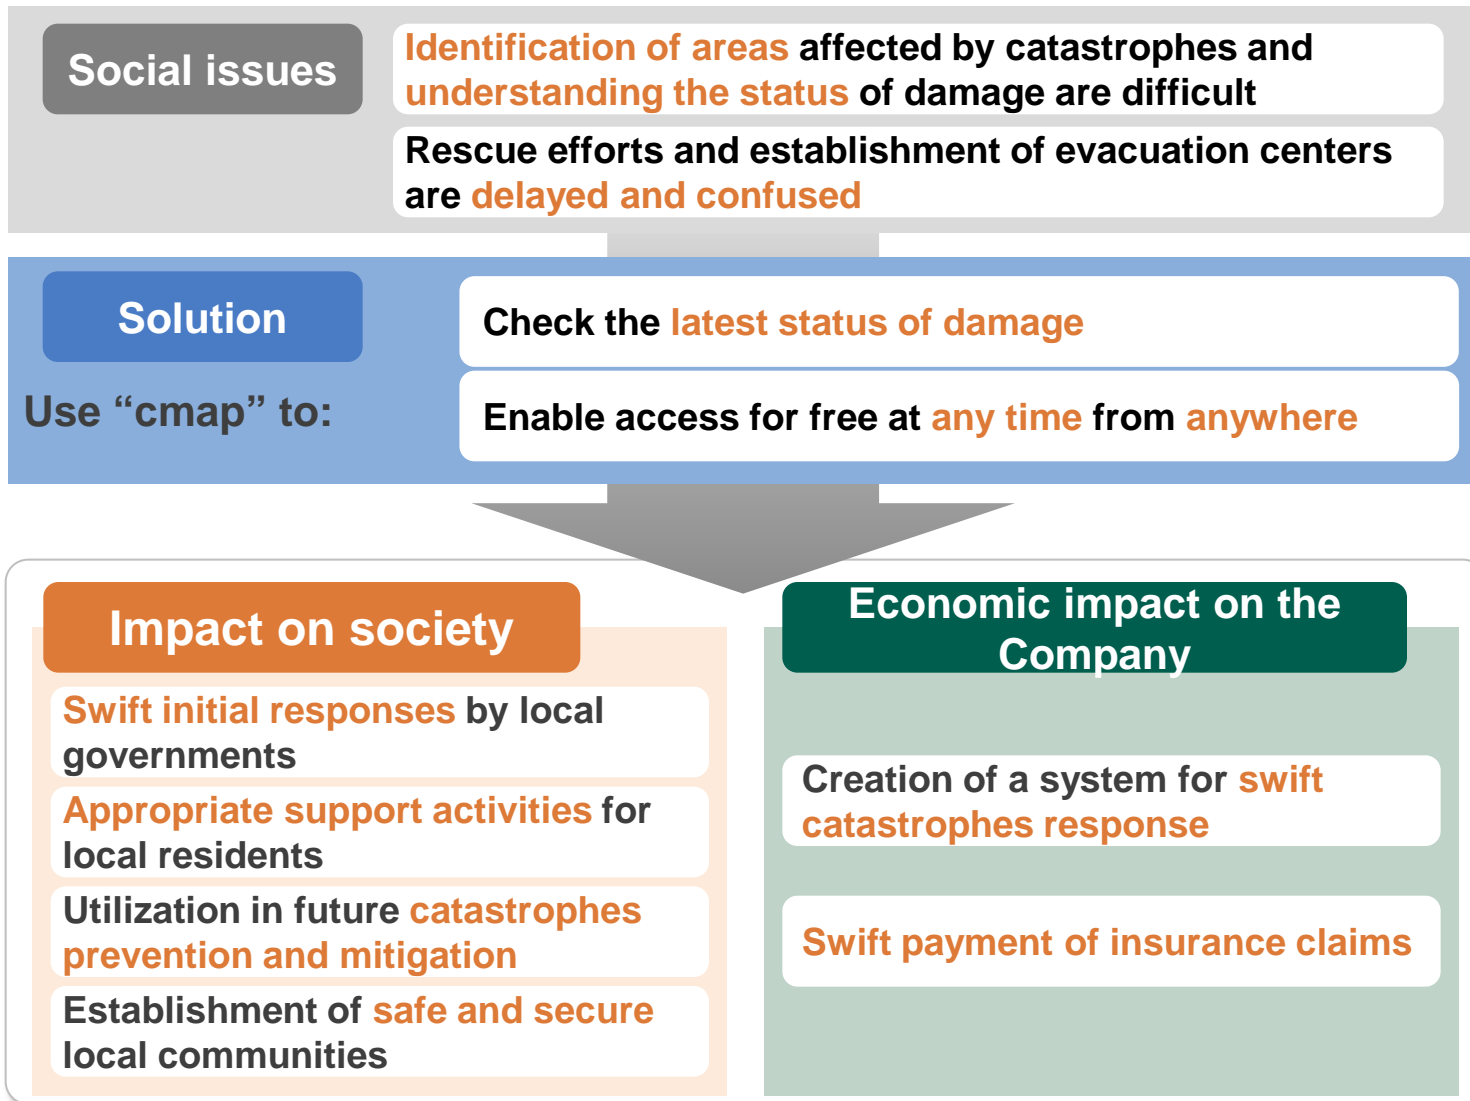 Social issues
Identification of areas affected by catastrophes and
understanding the status of damage are difficult
Rescue efforts and establishment of evacuation centers
are delayed and confused
Solution
Use “cmap” to:
Check the latest status of damage
Enable access for free at any time from anywhere
Impact on society
Swift initial responses by local
governments
Appropriate support activities for
local residents
Utilization in future catastrophes
prevention and mitigation
Establishment of safe and secure
local communities
Economic impact on the
Company
Creation of a system for swift
catastrophes response
Swift payment of insurance claims